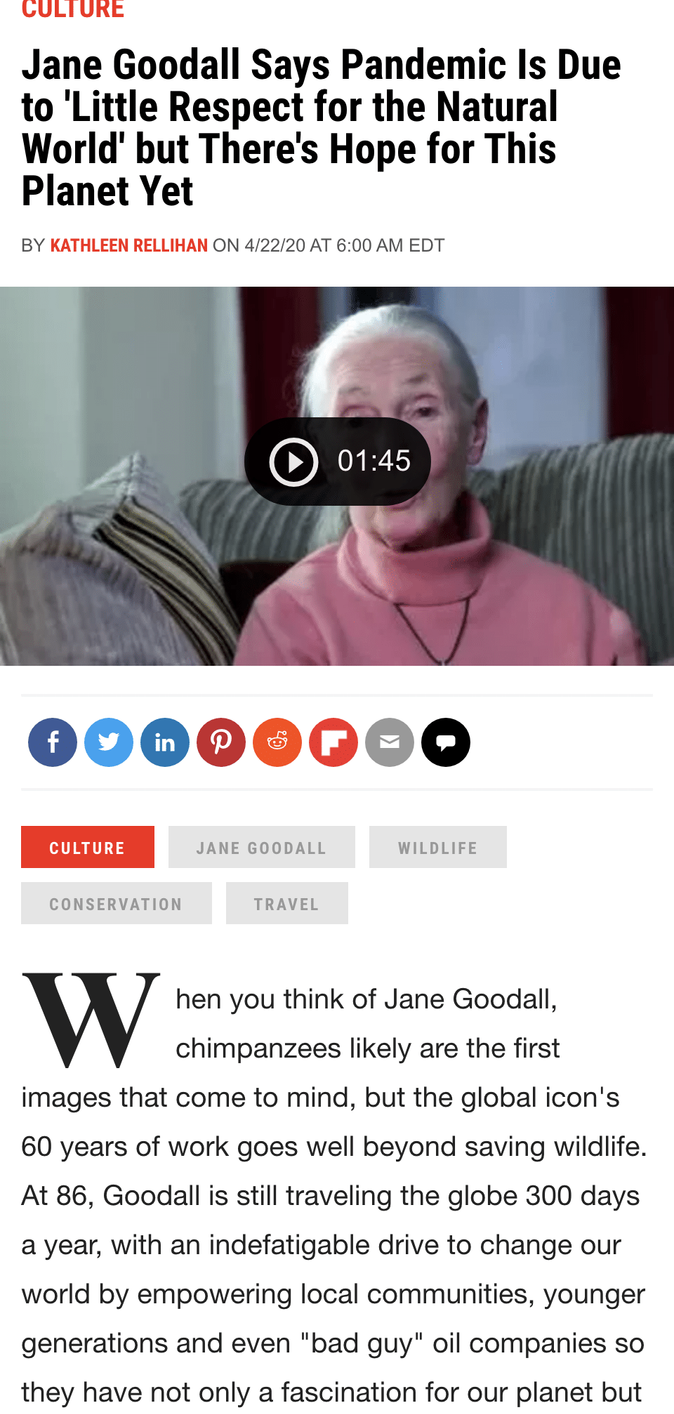 CULTURE
Jane Goodall Says Pandemic Is Due
to 'Little Respect for the Natural
World' but There's Hope for This
Planet Yet
BY KATHLEEN RELLIHAN ON 4/22/20 AT 6:00 AM EDT
01:45
CULTURE
JANE GOODALL
WILDLIFE
CONSERVATION
TRAVEL
When you think of Jane Goodall,
chimpanzees likely are the first
images that come to mind, but the global icon's
60 years of work goes well beyond saving wildlife.
At 86, Goodall is still traveling the globe 300 days
a year, with an indefatigable drive to change our
world by empowering local communities, younger
generations and even "bad guy" oil companies so
they have not only a fascination for our planet but